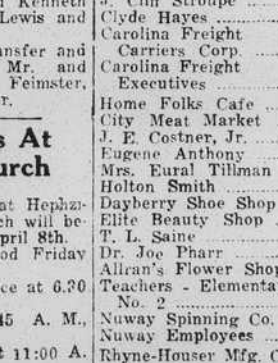 Kenneth
Lewis and
ansfer and
Mr. and
Feimster,
r.
s At
urch
at Hephzi-
ch will be
pril 8th.
od Friday
ce at 6.30
45 A. M.,
t 11:00 A.
J. Cliff Stroupe
Clyde Hayes
Carolina Freight
Carriers Corp.
Carolina Freight
Executives
Home Folks Cafe
City Meat Market
J. E. Costner, Jr.
Eugene Anthony
Mrs. Eural Tillman
Holton Smith
Dayberry Shoe Shop
Elite Beauty Shop
T. L. Saine
Dr. Joe Pharr
Allran's Flower Shop
Teachers - Elementa
No. 2
Nuway Spinning Co.
Nuway Employees
Rhyne-Houser Mfg.